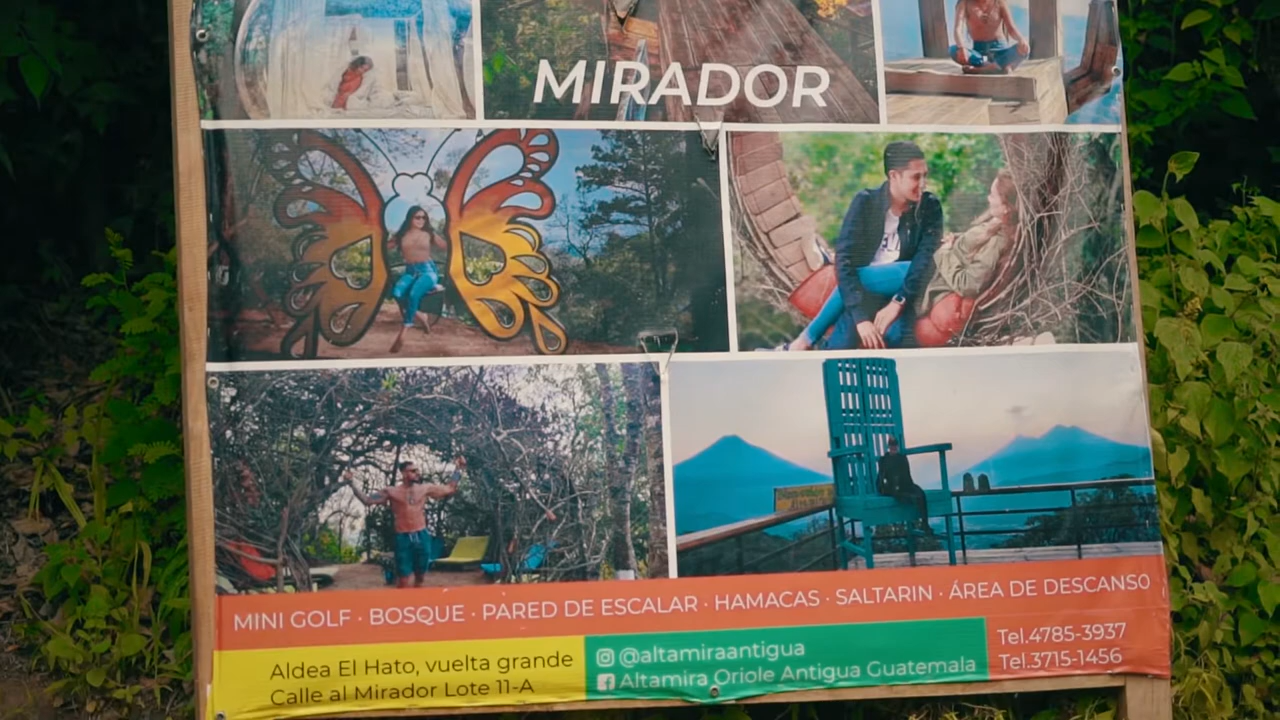 MIRADOR
MINI GOLF · BOSQUE · PARED DE ESCALAR · HAMACAS · SALTARIN · ÁREA DE DESCANSO
Aldea El Hato, vuelta grande
Calle al Mirador Lote 11-A
@altamiraantigua
Altamira Oriole Antigua Guatemala
Tel.4785-3937
Tel.3715-1456